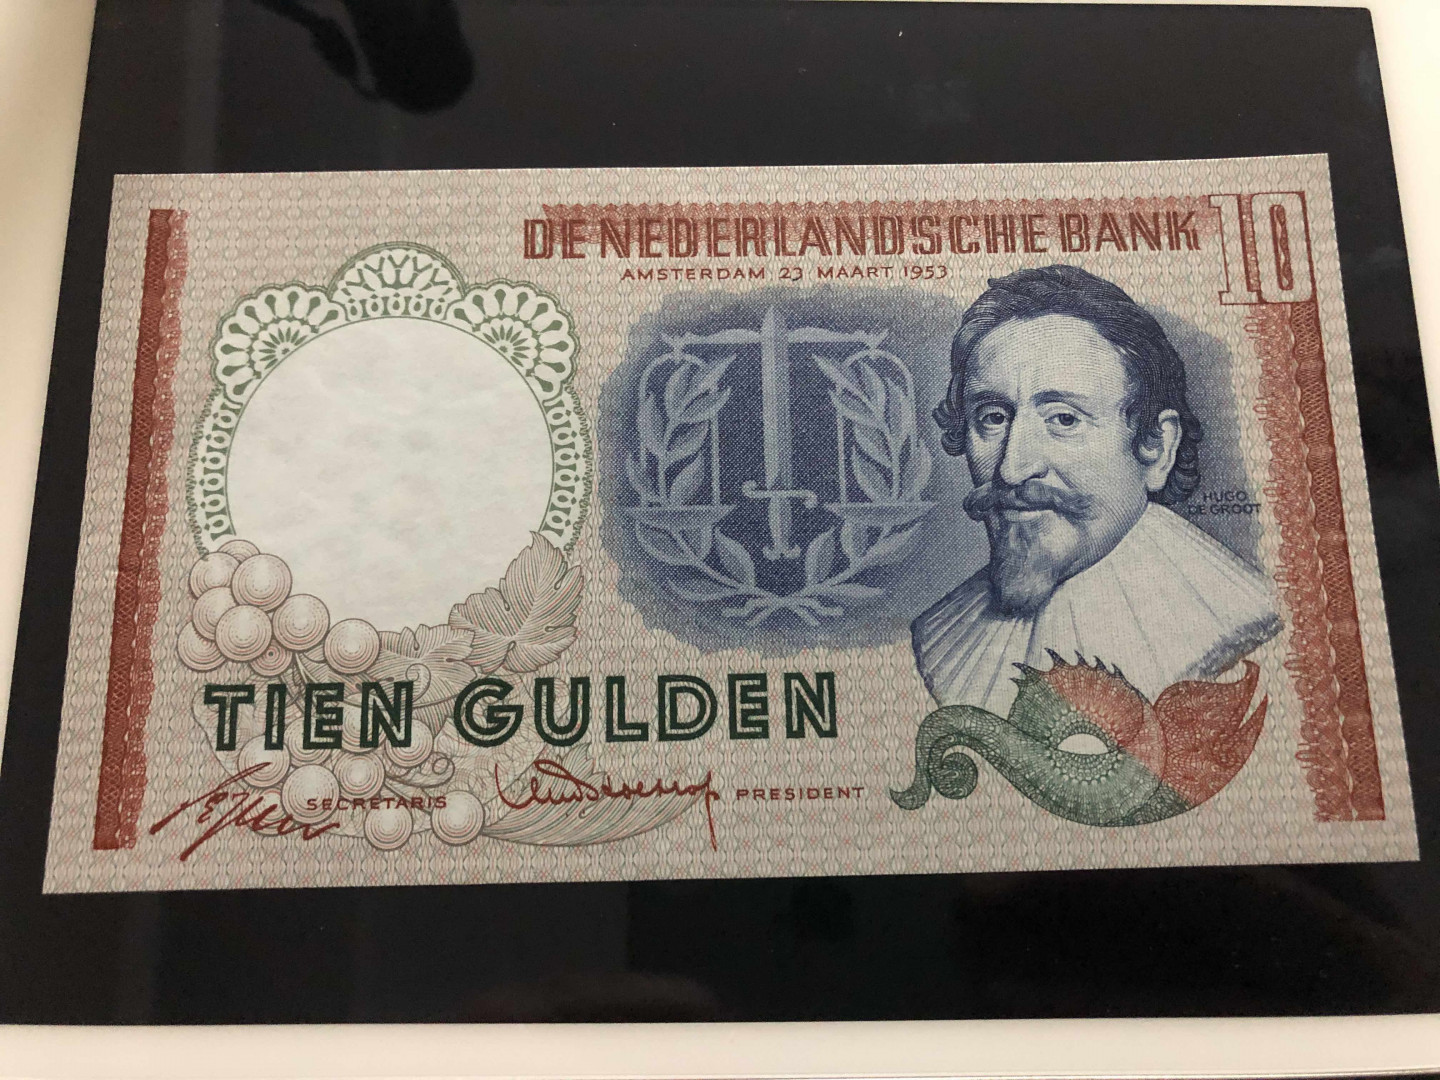 DE NEDERLANDSCHE BANK
10
AMSTERDAM 23 MAART 1953
HUGO
DE GROOT
TIEN GULDEN
SECRETARIS
PRESIDENT